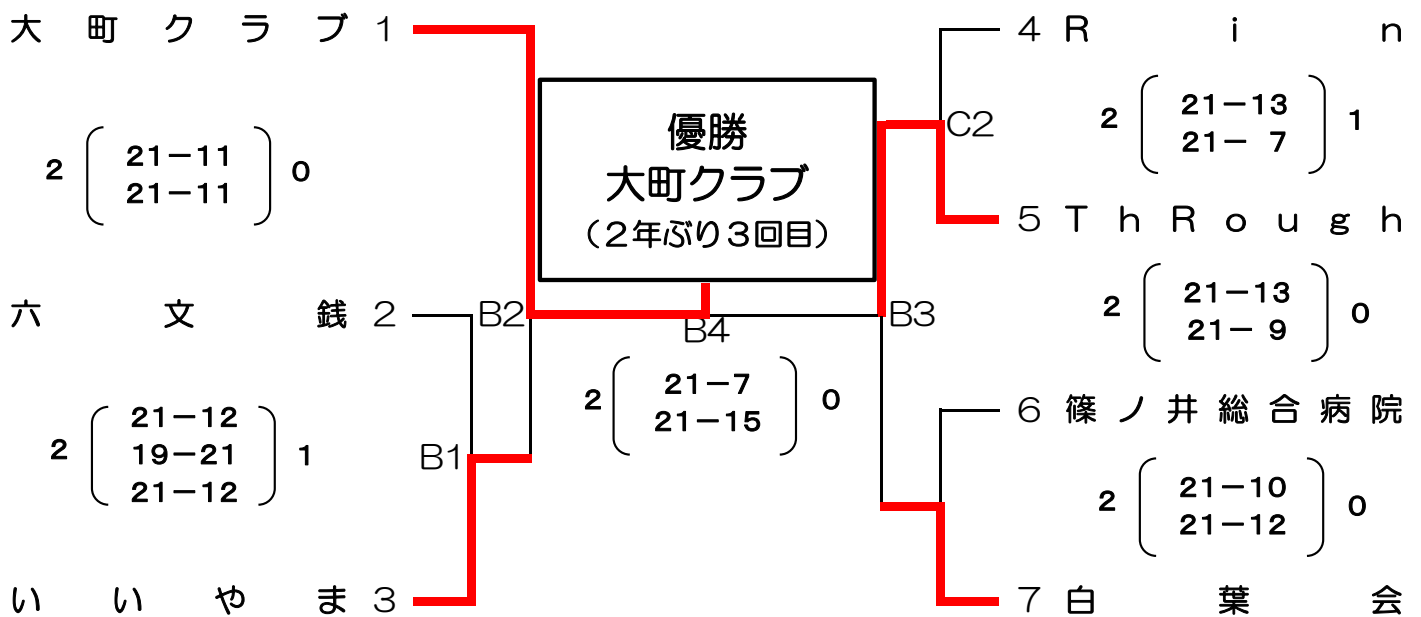 大町クラブ 1
2 ( 21－11 ) 0
21－11
六文銭 2
2 ( 21－12 ) 1
19－21
21－12
いいやま 3
B1
B2
優勝
大町クラブ
（２年ぶり３回目）
B4
2 ( 21－7 ) 0
21－15
B3
C2
4 Rin
2 ( 21－13 ) 1
21－ 7
5 ThRough
2 ( 21－13 ) 0
21－ 9
6 篠ノ井総合病院
2 ( 21－10 ) 0
21－12
7 白葉会